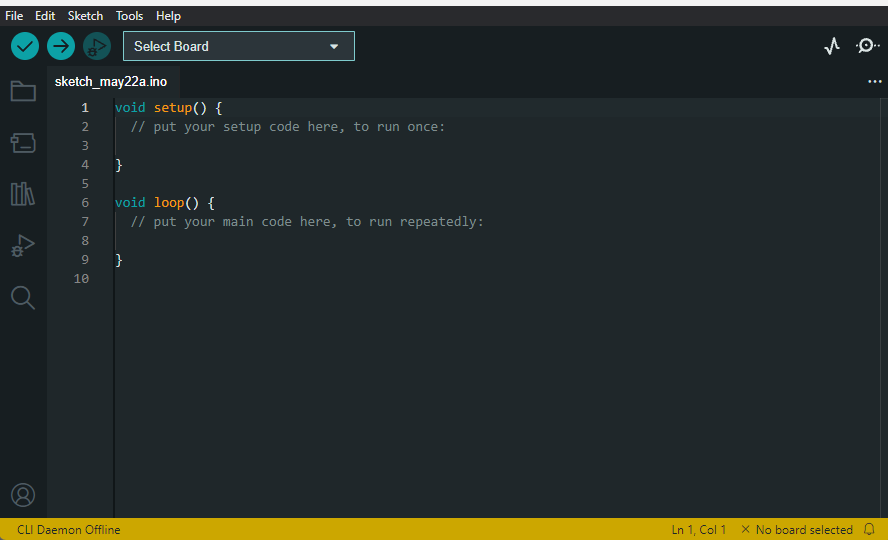 File Edit Sketch Tools Help
Select Board
sketch_may22a.ino
1 void setup() {
2 // put your setup code here, to run once:
3
4 }
5
6 void loop() {
7 // put your main code here, to run repeatedly:
8
9 }
10
CLI Daemon Offline Ln 1, Col 1 × No board selected